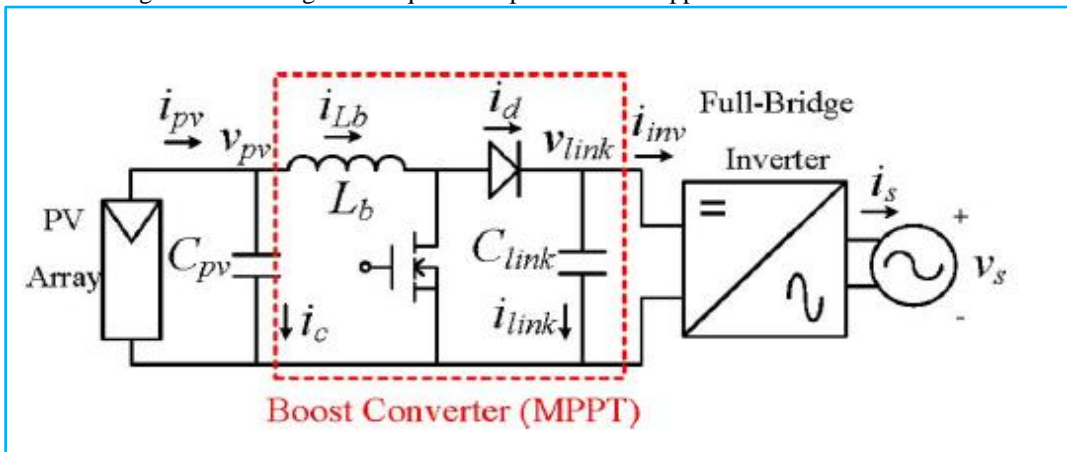 i_pv
v_pv
i_Lb
i_d
v_link
i_inv
Full-Bridge
Inverter
i_s
PV
Array
C_pv
L_b
C_link
=
+
v_s
-
i_c
i_link
Boost Converter (MPPT)